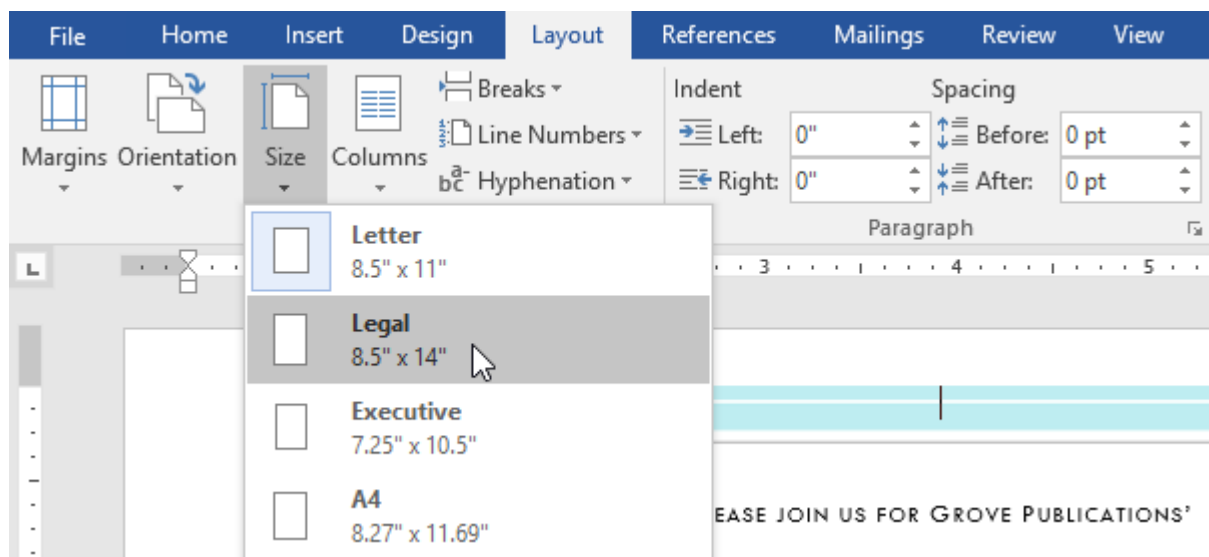 File Home Insert Design Layout References Mailings Review View
Breaks Indent Spacing
Line Numbers Left: 0" Before: 0 pt
Margins Orientation Size Columns
Hyphenation Right: 0" After: 0 pt
Paragraph
Letter
8.5" x 11"
3 4 5
Legal
8.5" x 14"
Executive
7.25" x 10.5"
A4
8.27" x 11.69"
EASE JOIN US FOR GROVE PUBLICATIONS'